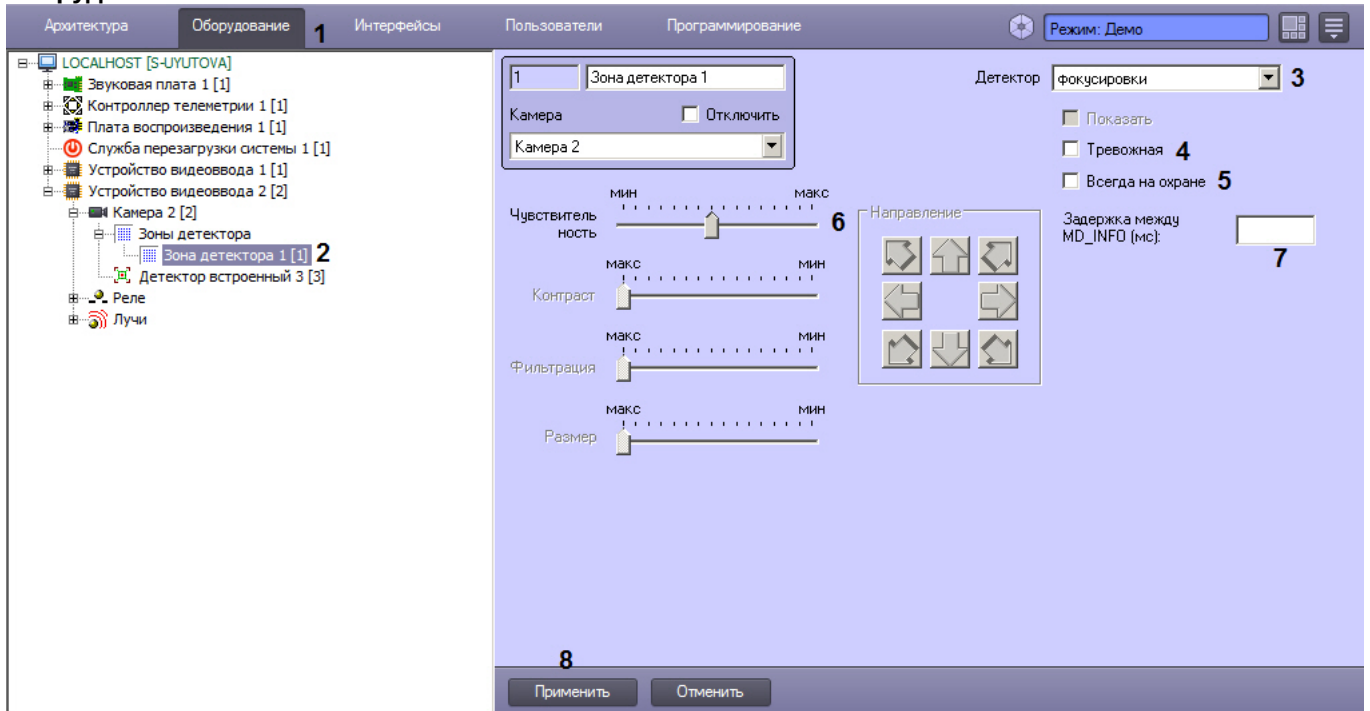 Архитектура Оборудование 1 Интерфейсы Пользователи Программирование Режим: Демо
LOCALHOST [S-UYUTOVA]
Звуковая плата 1 [1]
Контроллер телеметрии 1 [1]
Плата воспроизведения 1 [1]
Служба перезагрузки системы 1 [1]
Устройство видеоввода 1 [1]
Устройство видеоввода 2 [2]
Камера 2 [2]
Зоны детектора
Зона детектора 1 [1] 2
Детектор встроенный 3 [3]
Реле
Лучи
1 Зона детектора 1
Камера Отключить
Камера 2
Детектор фокусировки 3
Показать
Тревожная 4
Всегда на охране 5
Задержка между
MD_INFO (мс):
7
мин макс
Чувствитель
ность
6
макс мин
Контраст
макс мин
Фильтрация
макс мин
Размер
Направление
8
Применить Отменить